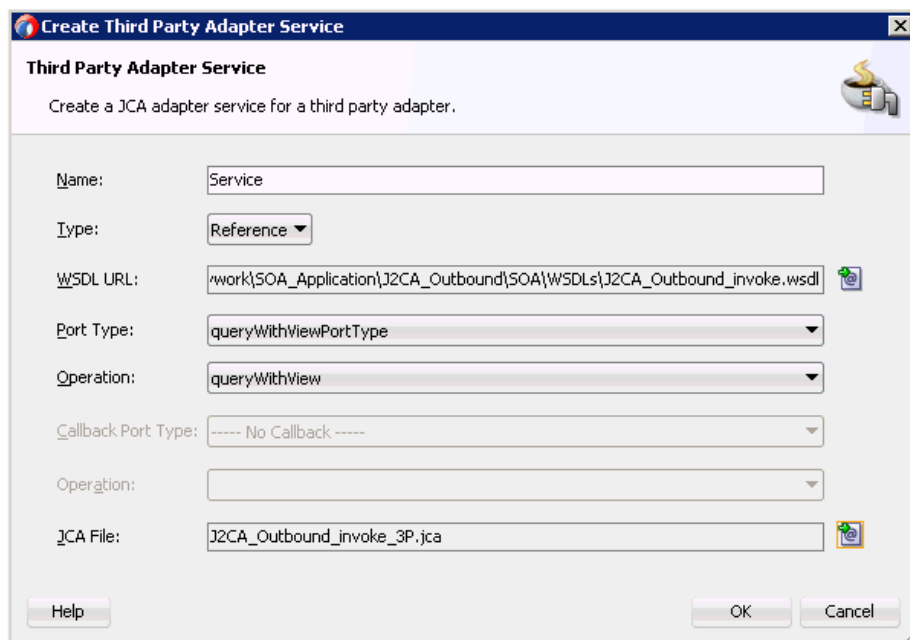 Create Third Party Adapter Service
Third Party Adapter Service
Create a JCA adapter service for a third party adapter.
Name: Service
Type: Reference
WSDL URL: work\SOA_Application\J2CA_Outbound\SOA\WSDLs\J2CA_Outbound_invoke.wsdl
Port Type: queryWithViewPortType
Operation: queryWithView
Callback Port Type: ----- No Callback -----
Operation:
JCA File: J2CA_Outbound_invoke_3P.jca
Help OK Cancel